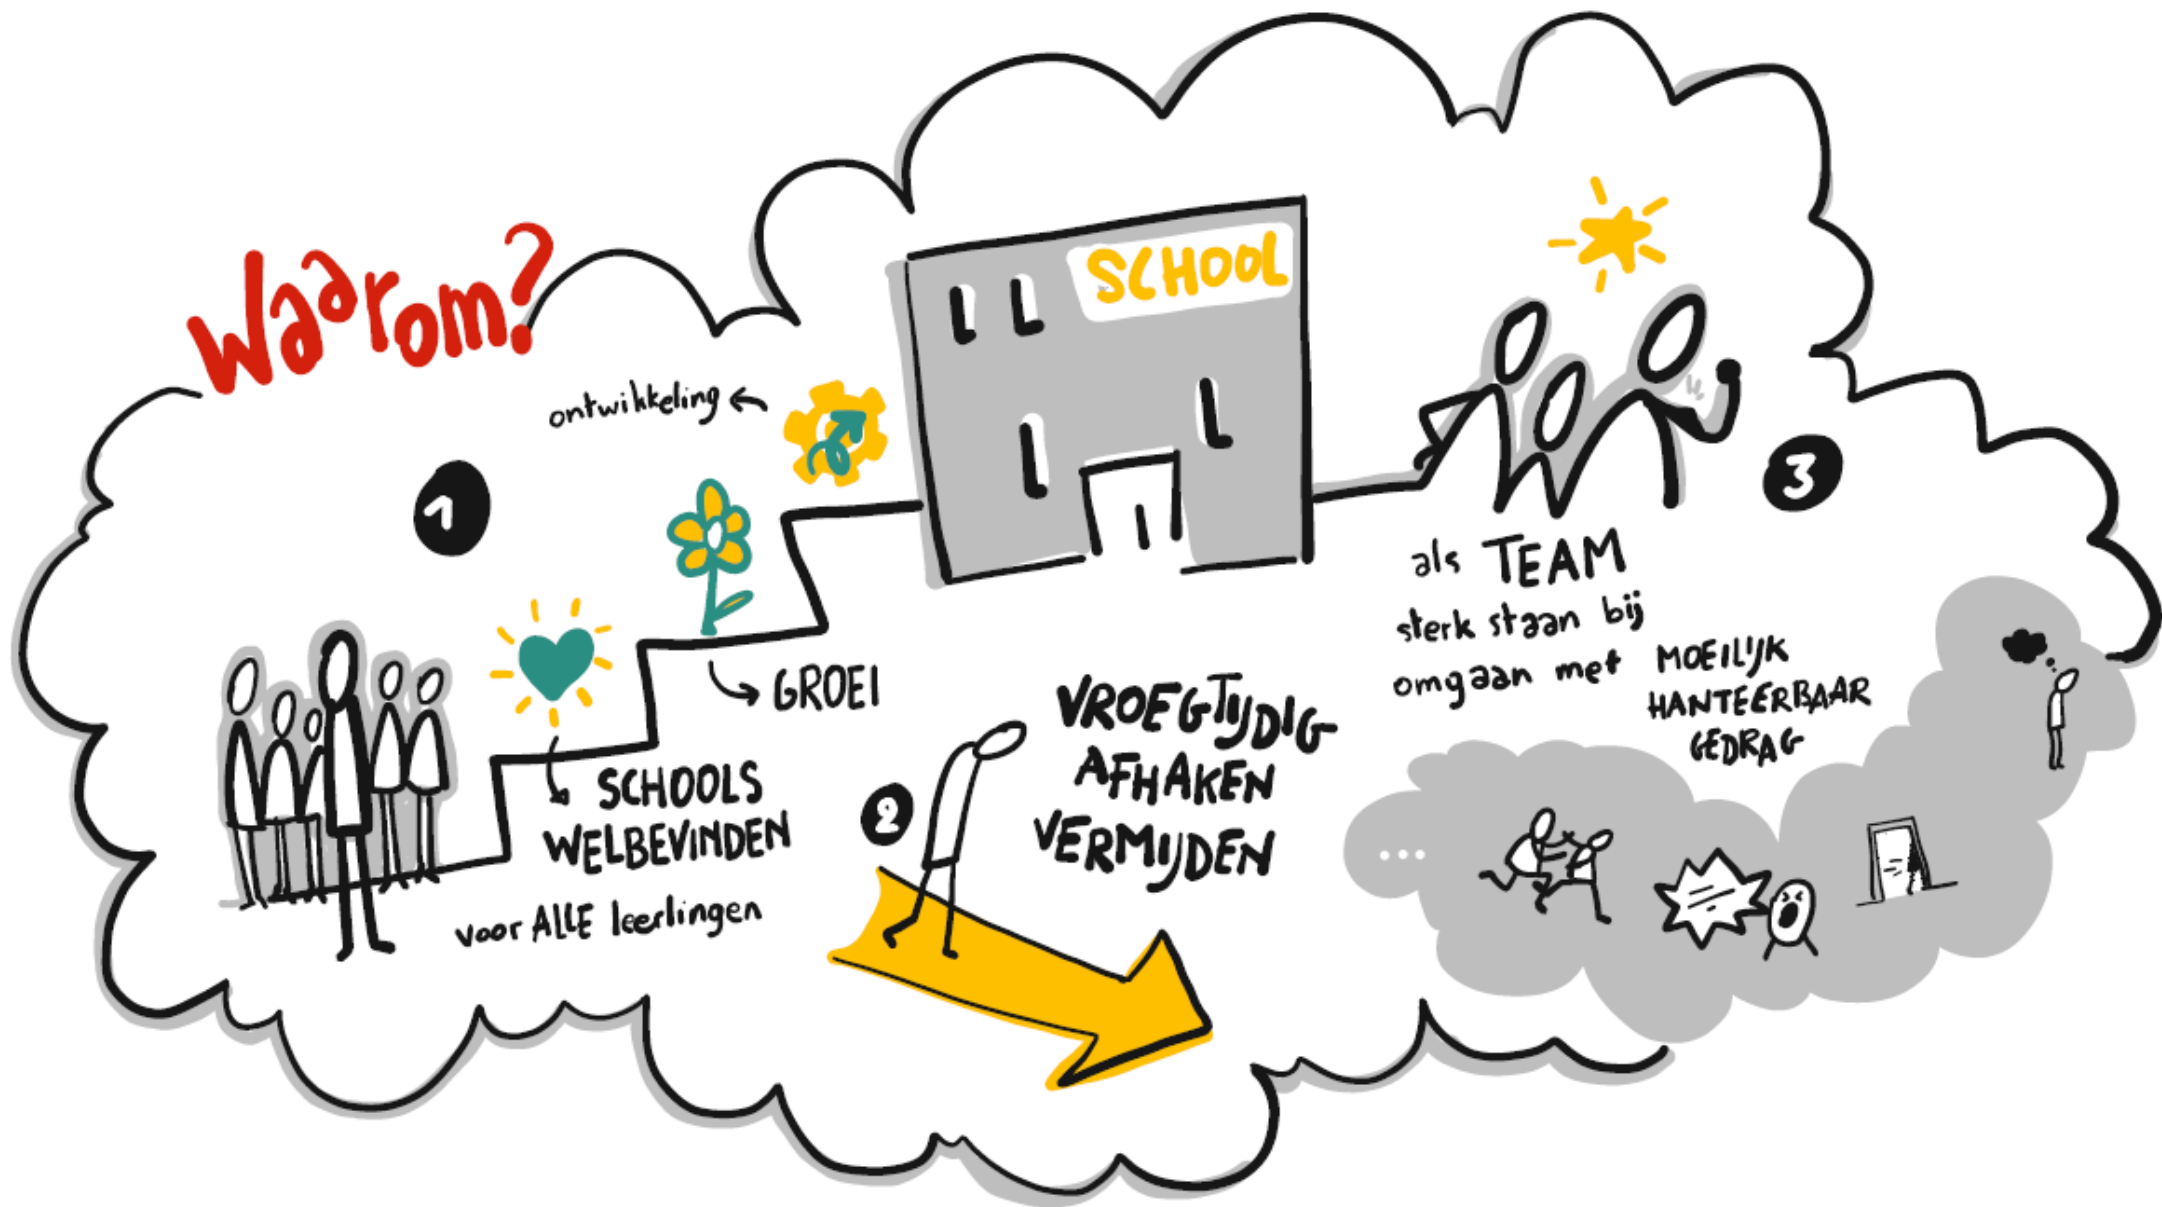 Waarom?
SCHOOL
1
ontwikkeling
GROEI
SCHOOLS
WELBEVINDEN
voor ALLE leerlingen
2
VROEGTIJDIG
AFHAKEN
VERMIJDEN
3
als TEAM
sterk staan bij
omgaan met MOEILIJK
HANTEERBAAR
GEDRAG
...